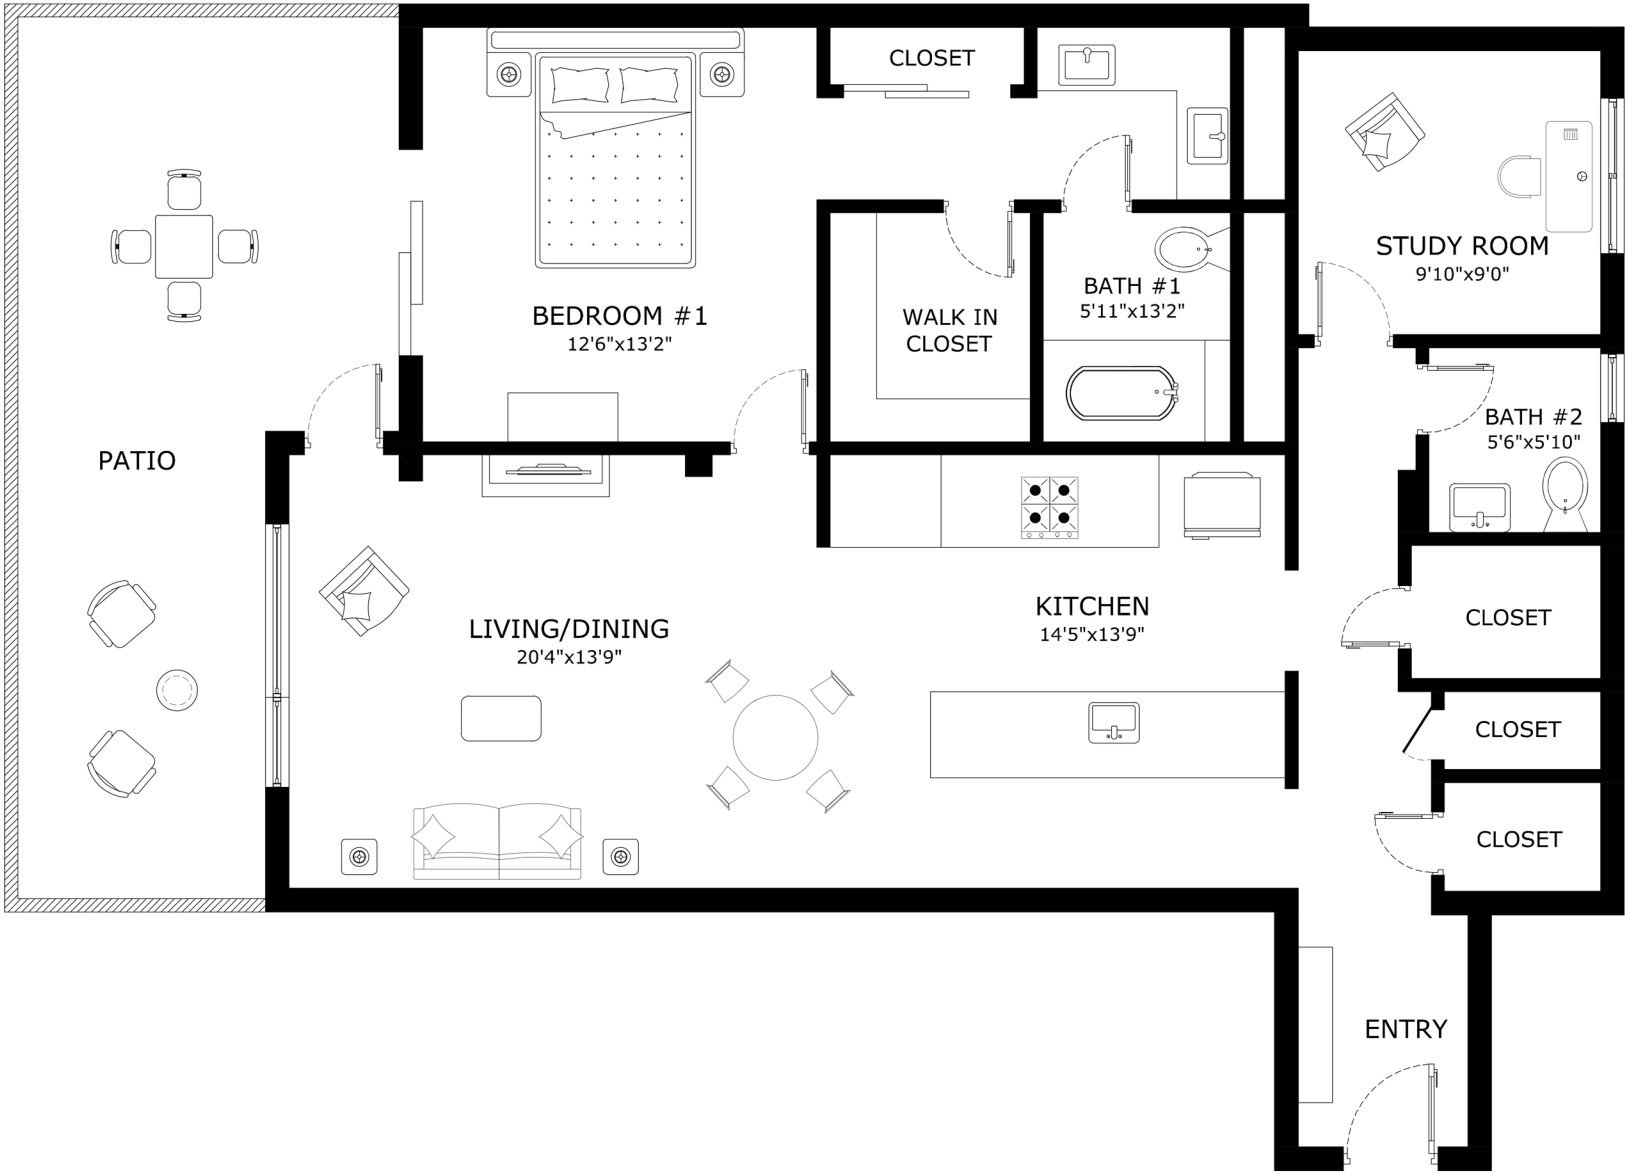 CLOSET
STUDY ROOM
9'10"x9'0"
BATH #1
5'11"x13'2"
BEDROOM #1
12'6"x13'2"
WALK IN
CLOSET
BATH #2
5'6"x5'10"
PATIO
KITCHEN
14'5"x13'9"
CLOSET
LIVING/DINING
20'4"x13'9"
CLOSET
CLOSET
ENTRY